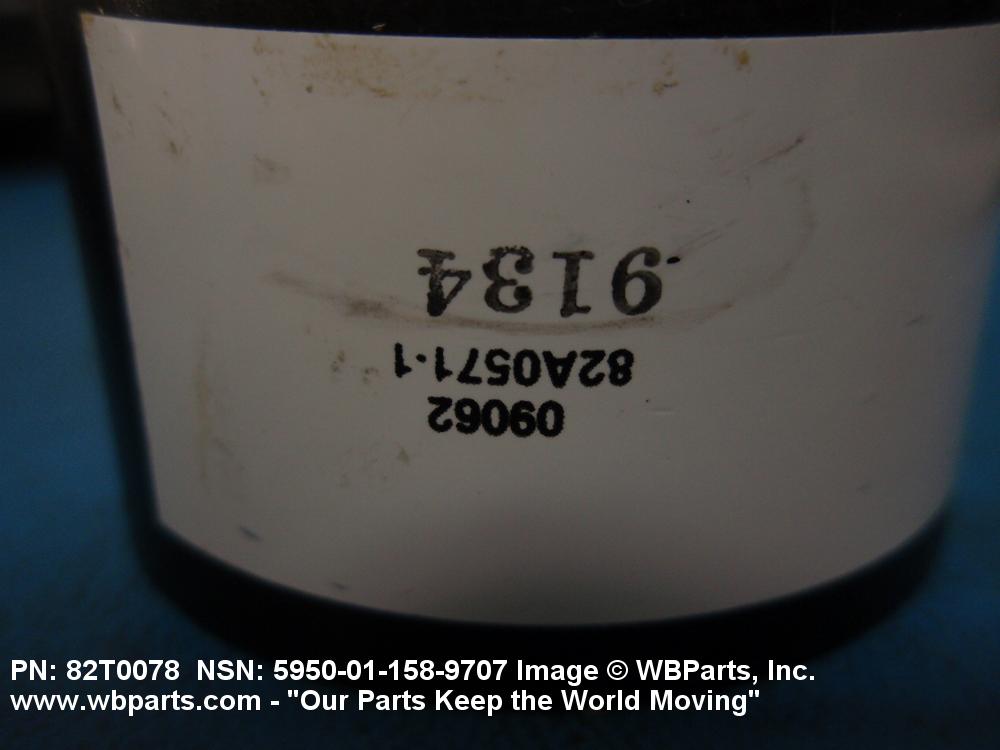 09062
82A0571-1
9134
PN: 82T0078 NSN: 5950-01-158-9707 Image © WBParts, Inc.
www.wbparts.com - "Our Parts Keep the World Moving"